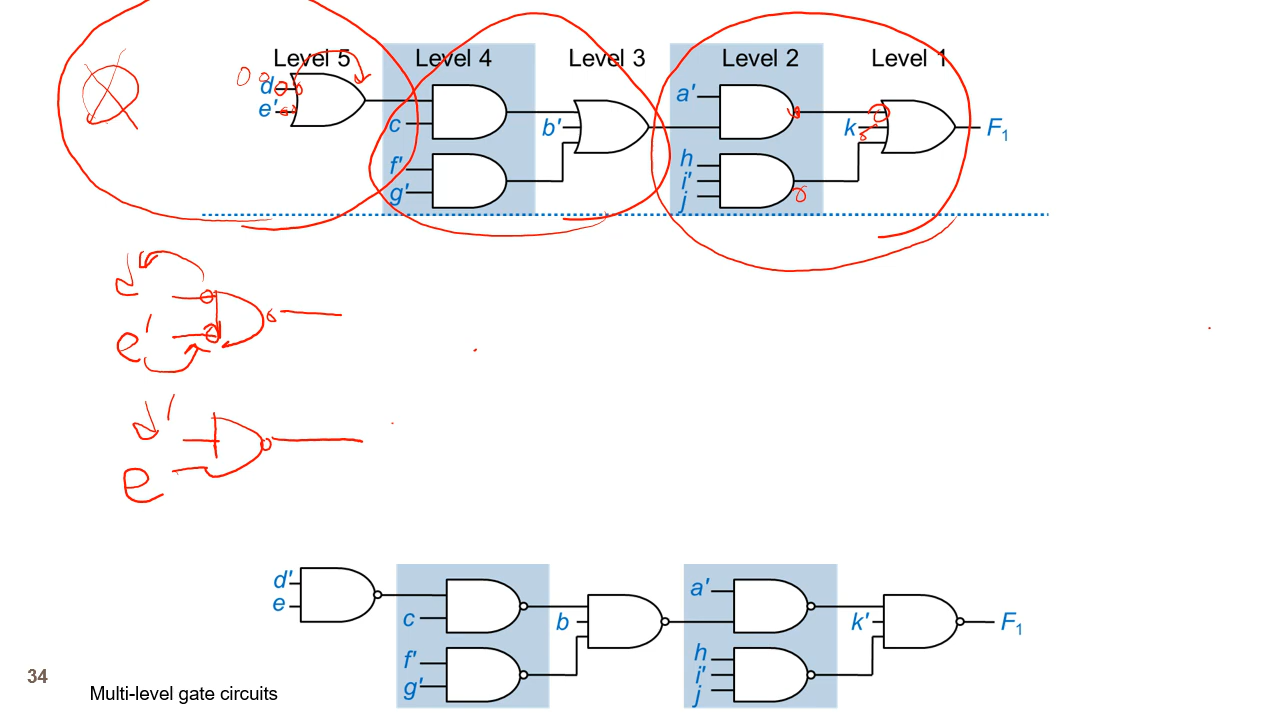 Level 5 Level 4 Level 3 Level 2 Level 1
d
e'
c
f'
g'
b'
a'
h
i'
j
k
F1
d
e'
d'
e
d'
e
c
f'
g'
b
a'
h
i'
j
k'
F1
34
Multi-level gate circuits